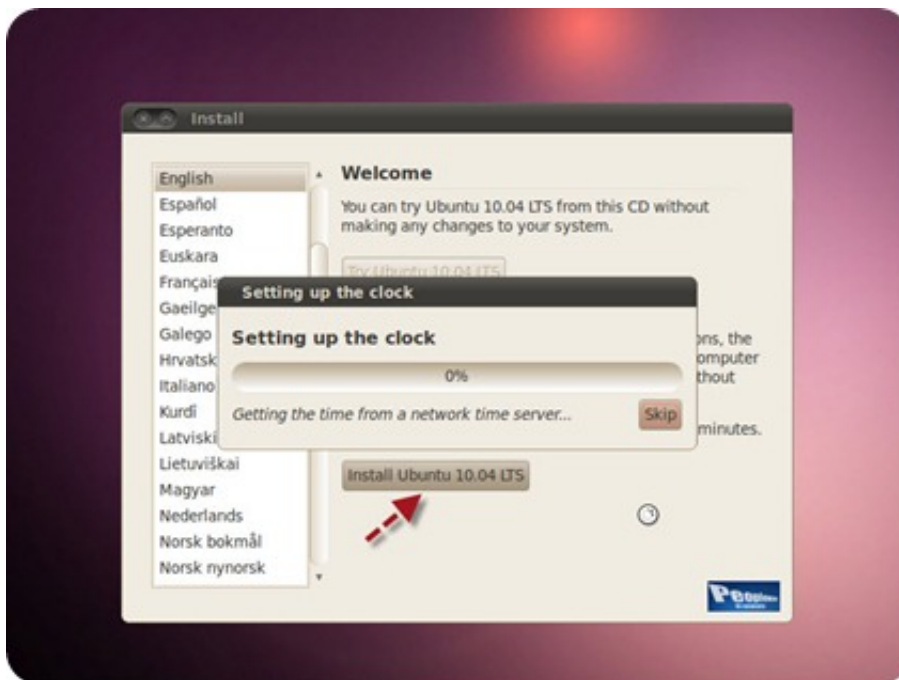 Install
English
Español
Esperanto
Euskara
Français
Gaeilge
Galego
Hrvatsk
Italiano
Kurdî
Latviski
Lietuviškai
Magyar
Nederlands
Norsk bokmål
Norsk nynorsk
Welcome
You can try Ubuntu 10.04 LTS from this CD without
making any changes to your system.
Try Ubuntu 10.04 LTS
ons, the
omputer
thout
minutes.
Install Ubuntu 10.04 LTS
Setting up the clock
Setting up the clock
0%
Getting the time from a network time server...
Skip